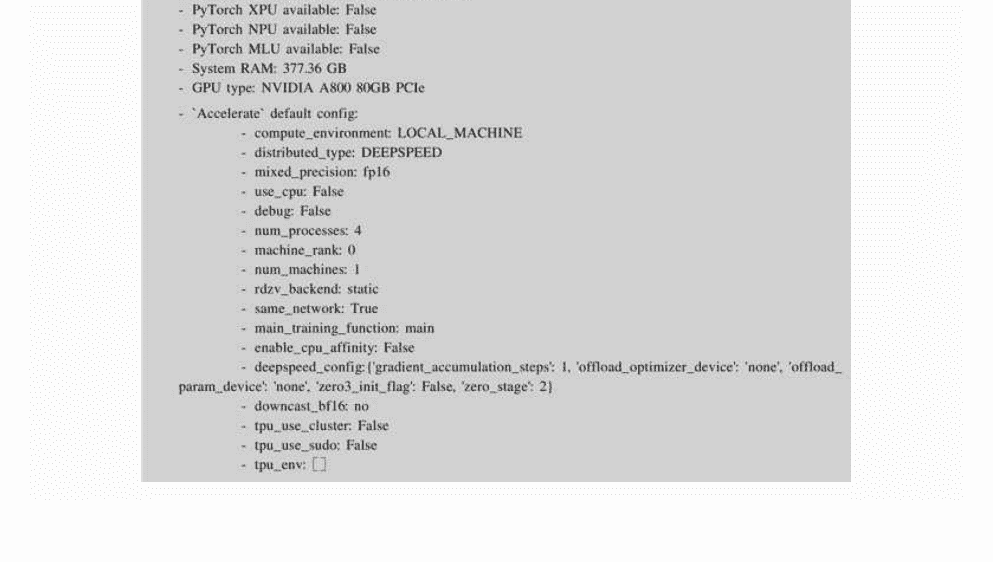 - PyTorch XPU available: False
- PyTorch NPU available: False
- PyTorch MLU available: False
- System RAM: 377.36 GB
- GPU type: NVIDIA A800 80GB PCIe
- `Accelerate` default config:
- compute_environment: LOCAL_MACHINE
- distributed_type: DEEPSPEED
- mixed_precision: fp16
- use_cpu: False
- debug: False
- num_processes: 4
- machine_rank: 0
- num_machines: 1
- rdzv_backend: static
- same_network: True
- main_training_function: main
- enable_cpu_affinity: False
- deepspeed_config:{'gradient_accumulation_steps': 1, 'offload_optimizer_device': 'none', 'offload_
param_device': 'none', 'zero3_init_flag': False, 'zero_stage': 2}
- downcast_bf16: no
- tpu_use_cluster: False
- tpu_use_sudo: False
- tpu_env: []